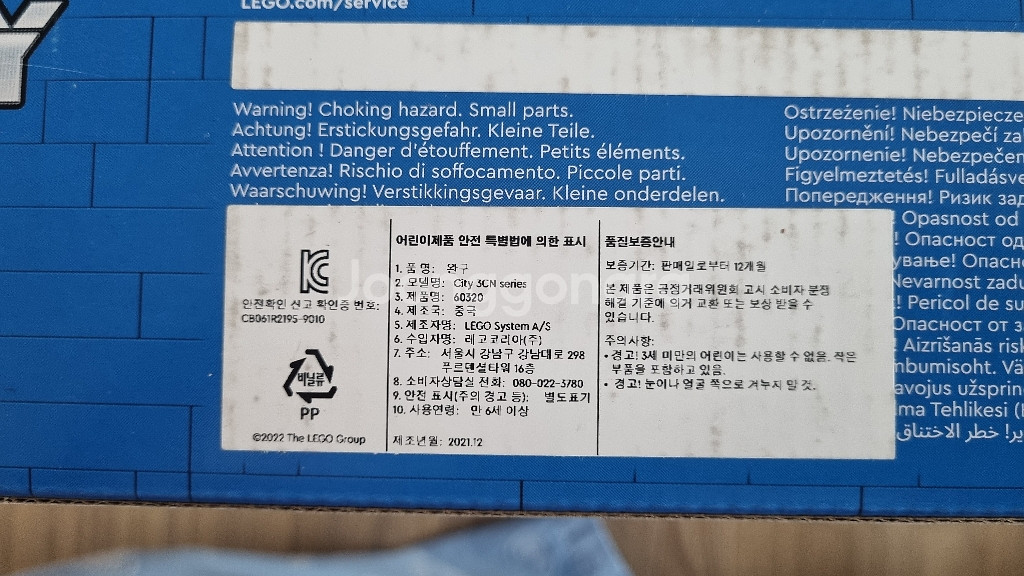 LEGO.com/service
Y
Warning! Choking hazard. Small parts.
Achtung! Erstickungsgefahr. Kleine Teile.
Attention ! Danger d'étouffement. Petits éléments.
Avvertenza! Rischio di soffocamento. Piccole parti.
Waarschuwing! Verstikkingsgevaar. Kleine onderdelen.
Ostrzeżenie! Niebezpiecze
Upozornění! Nebezpečí za
Upozornenie! Nebezpečen
Figyelmeztetés! Fulladásve
Попередження! Ризик зад
Opasnost od
! Опасност од
уване! Опасно
Nevarnost zadu
! Pericol de su
Опасност от з
Aizrīšanās risk
mbumisoht. Vä
avojus užsprin
ma Tehlikesi (
ير! خطر الاختناق
안전확인 신고 확인증 번호:
CB061R2195-9010
비닐류
PP
©2022 The LEGO Group
어린이제품 안전 특별법에 의한 표시
1. 품 명: 완구
2. 모델명: City 3CN series
3. 제품명: 60320
4. 제조국: 중국
5. 제조자명: LEGO System A/S
6. 수입자명: 레고코리아(주)
7. 주소: 서울시 강남구 강남대로 298
푸르덴셜타워 16층
8. 소비자상담실 전화: 080-022-3780
9. 안전 표시(주의 경고 등): 별도표기
10. 사용연령: 만 6세 이상
제조년월: 2021.12
품질보증안내
보증기간: 판매일로부터 12개월
본 제품은 공정거래위원회 고시 소비자 분쟁
해결 기준에 의거 교환 또는 보상 받을 수
있습니다.
주의사항:
• 경고! 3세 미만의 어린이는 사용할 수 없음. 작은
부품을 포함하고 있음.
• 경고! 눈이나 얼굴 쪽으로 겨누지 말 것.